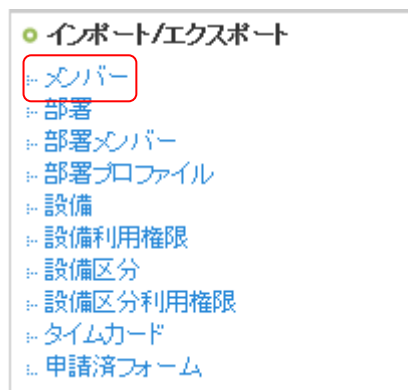 インポート/エクスポート
メンバー
部署
部署メンバー
部署プロファイル
設備
設備利用権限
設備区分
設備区分利用権限
タイムカード
申請済フォーム